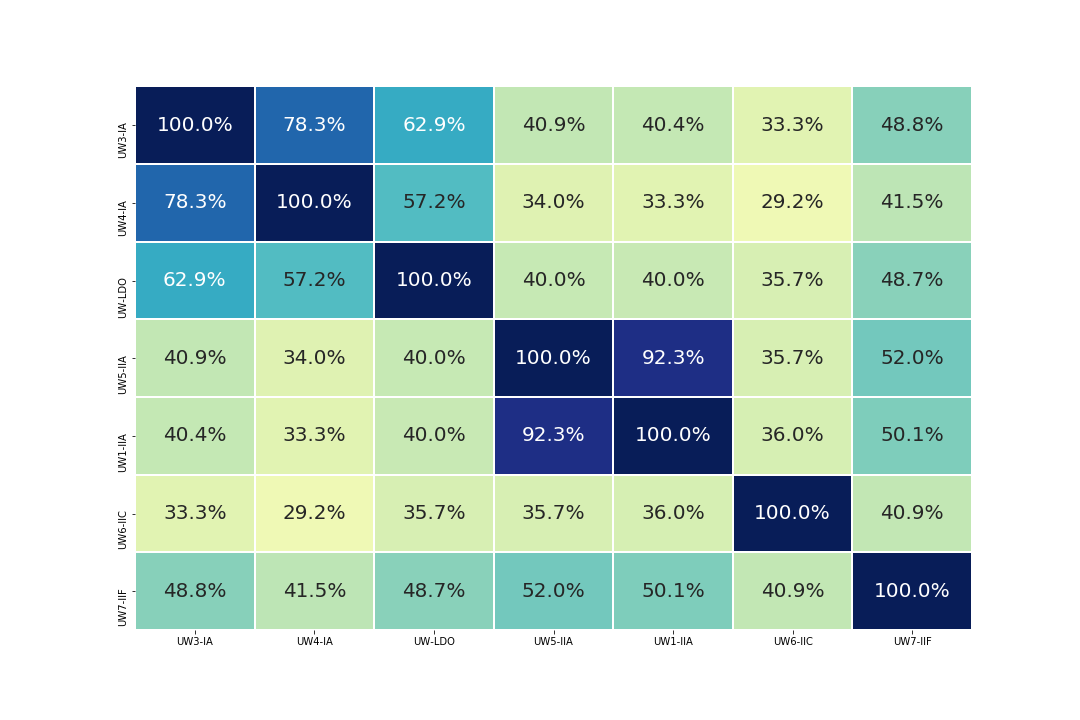 UW3-IA 100.0% 78.3% 62.9% 40.9% 40.4% 33.3% 48.8%
UW4-IA 78.3% 100.0% 57.2% 34.0% 33.3% 29.2% 41.5%
UW-LDO 62.9% 57.2% 100.0% 40.0% 40.0% 35.7% 48.7%
UW5-IIA 40.9% 34.0% 40.0% 100.0% 92.3% 35.7% 52.0%
UW1-IIA 40.4% 33.3% 40.0% 92.3% 100.0% 36.0% 50.1%
UW6-IIC 33.3% 29.2% 35.7% 35.7% 36.0% 100.0% 40.9%
UW7-IIF 48.8% 41.5% 48.7% 52.0% 50.1% 40.9% 100.0%
UW3-IA UW4-IA UW-LDO UW5-IIA UW1-IIA UW6-IIC UW7-IIF